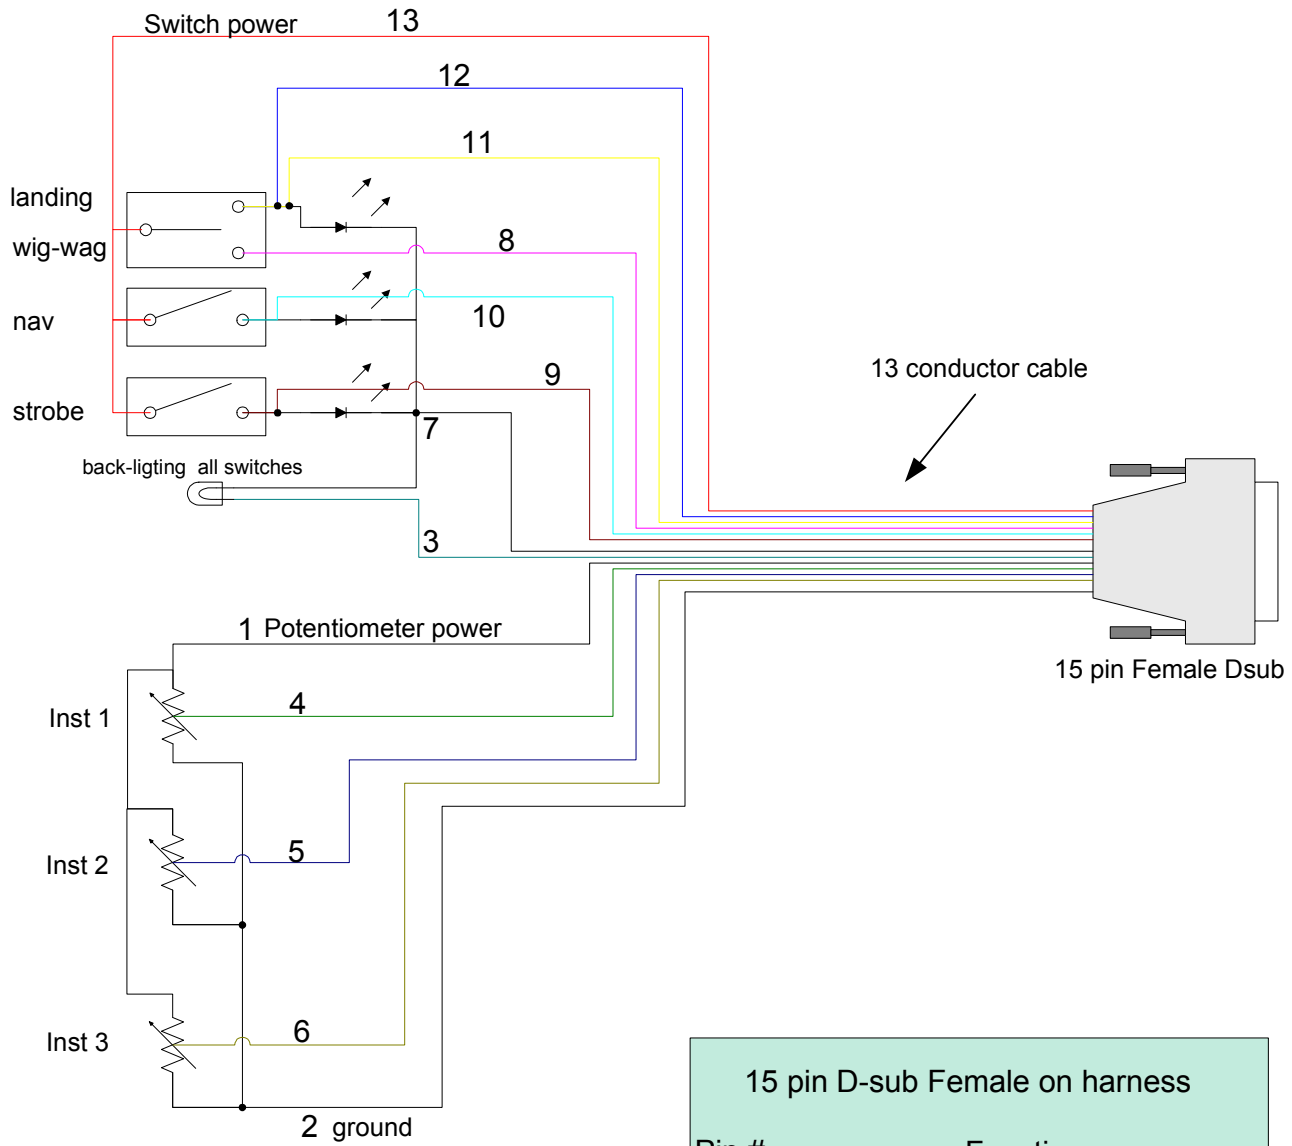 Switch power 13
12
11
landing
wig-wag
8
nav
10
9
13 conductor cable
strobe
7
back-ligting all switches
3
1 Potentiometer power
15 pin Female Dsub
Inst 1
4
Inst 2
5
Inst 3
6
2 ground
15 pin D-sub Female on harness
Pin #